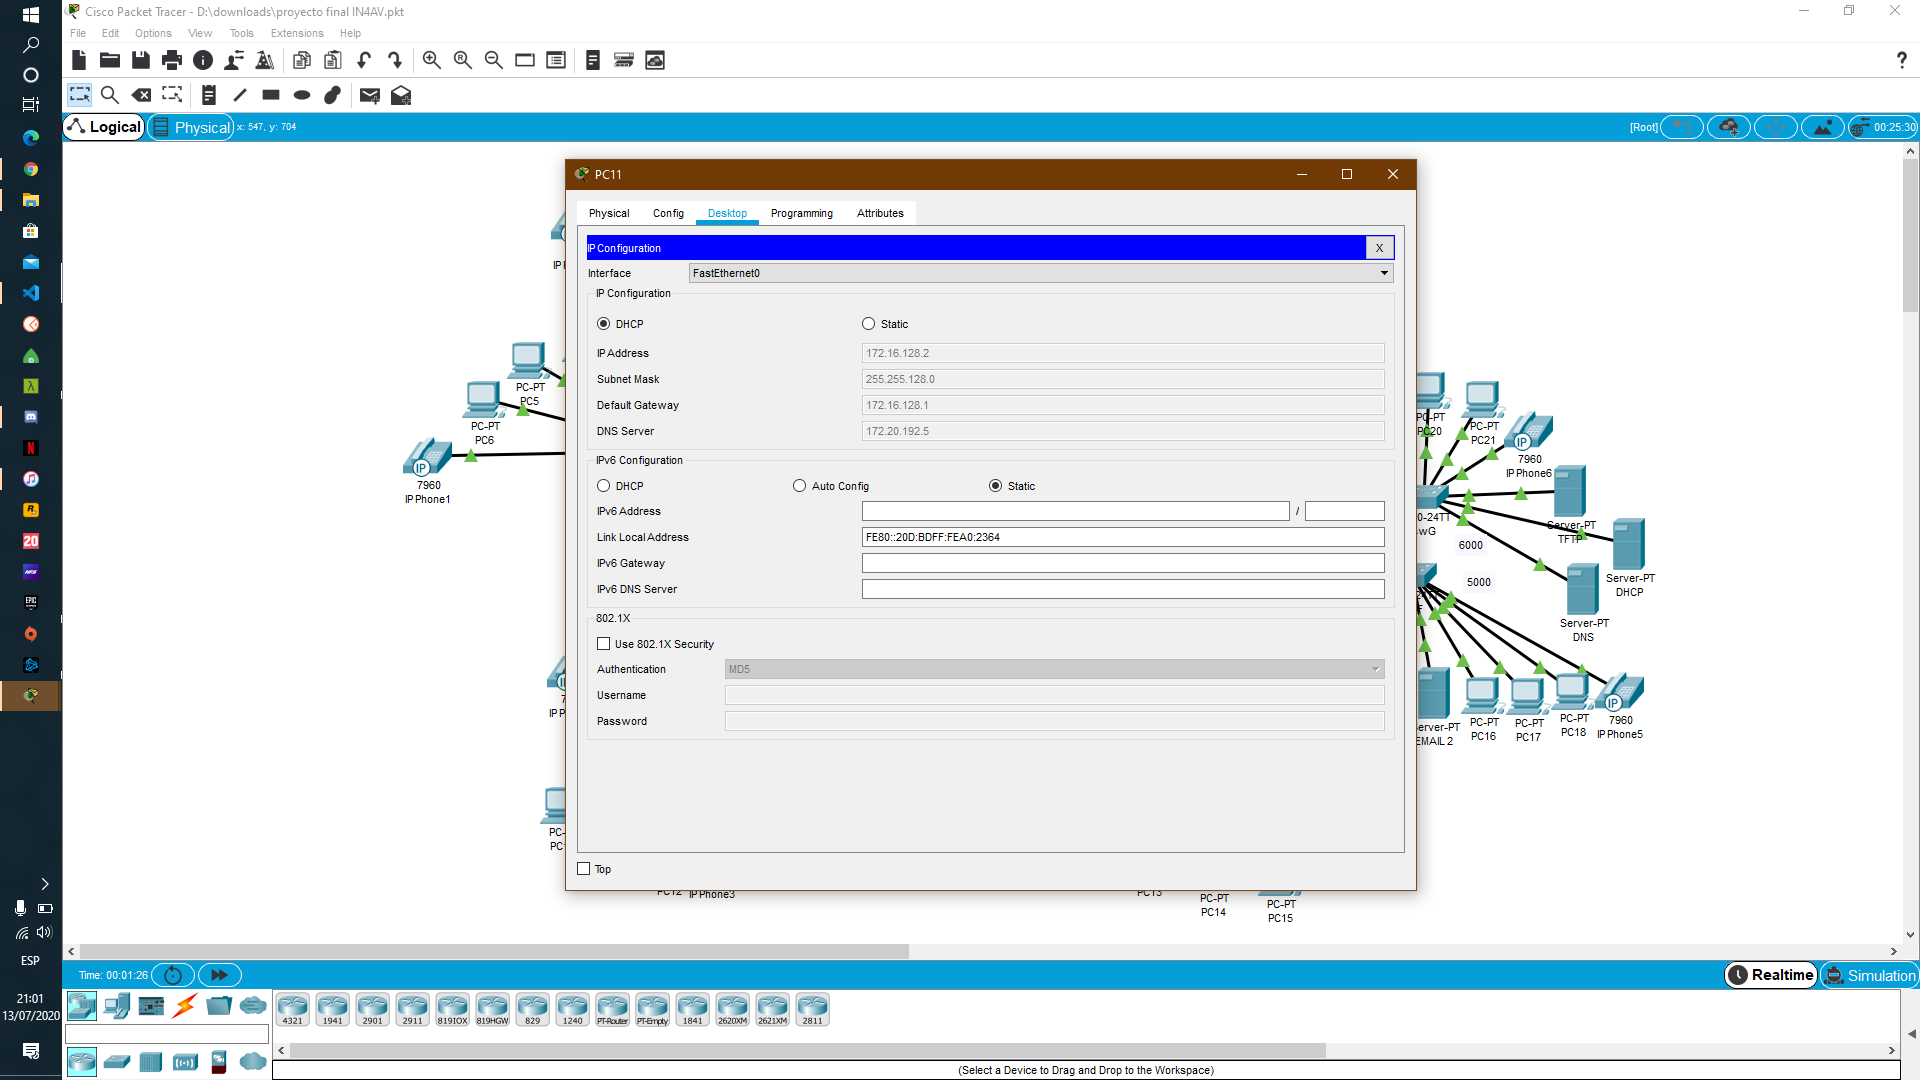 Cisco Packet Tracer - D:\downloads\proyecto final IN4AV.pkt
File Edit Options View Tools Extensions Help
Logical Physical x: 547, y: 704 [Root] 00:25:30
PC11
Physical Config Desktop Programming Attributes
IP Configuration X
Interface FastEthernet0
IP Configuration
DHCP Static
IP Address 172.16.128.2
Subnet Mask 255.255.128.0
Default Gateway 172.16.128.1
DNS Server 172.20.192.5
IPv6 Configuration
DHCP Auto Config Static
IPv6 Address /
Link Local Address FE80::20D:BDFF:FEA0:2364
IPv6 Gateway
IPv6 DNS Server
802.1X
Use 802.1X Security
Authentication MD5
Username
Password
Top
PC-PT
PC5
PC-PT
PC6
IP
7960
IP Phone1
PC-PT
PC20
PC-PT
PC21
IP
7960
IP Phone6
Server-PT
TFTP
6000
5000
Server-PT
DHCP
Server-PT
DNS
EMAIL 2
PC-PT
PC16
PC-PT
PC17
PC-PT
PC18
IP
7960
IP Phone5
PC12 IP Phone3
PC13
PC-PT
PC14
PC-PT
PC15
ESP
21:01
13/07/2020
Time: 00:01:26 Realtime Simulation
4321 1941 2901 2911 819IOX 819HGW 829 1240 PT-Router PT-Empty 1841 2620XM 2621XM 2811
(Select a Device to Drag and Drop to the Workspace)